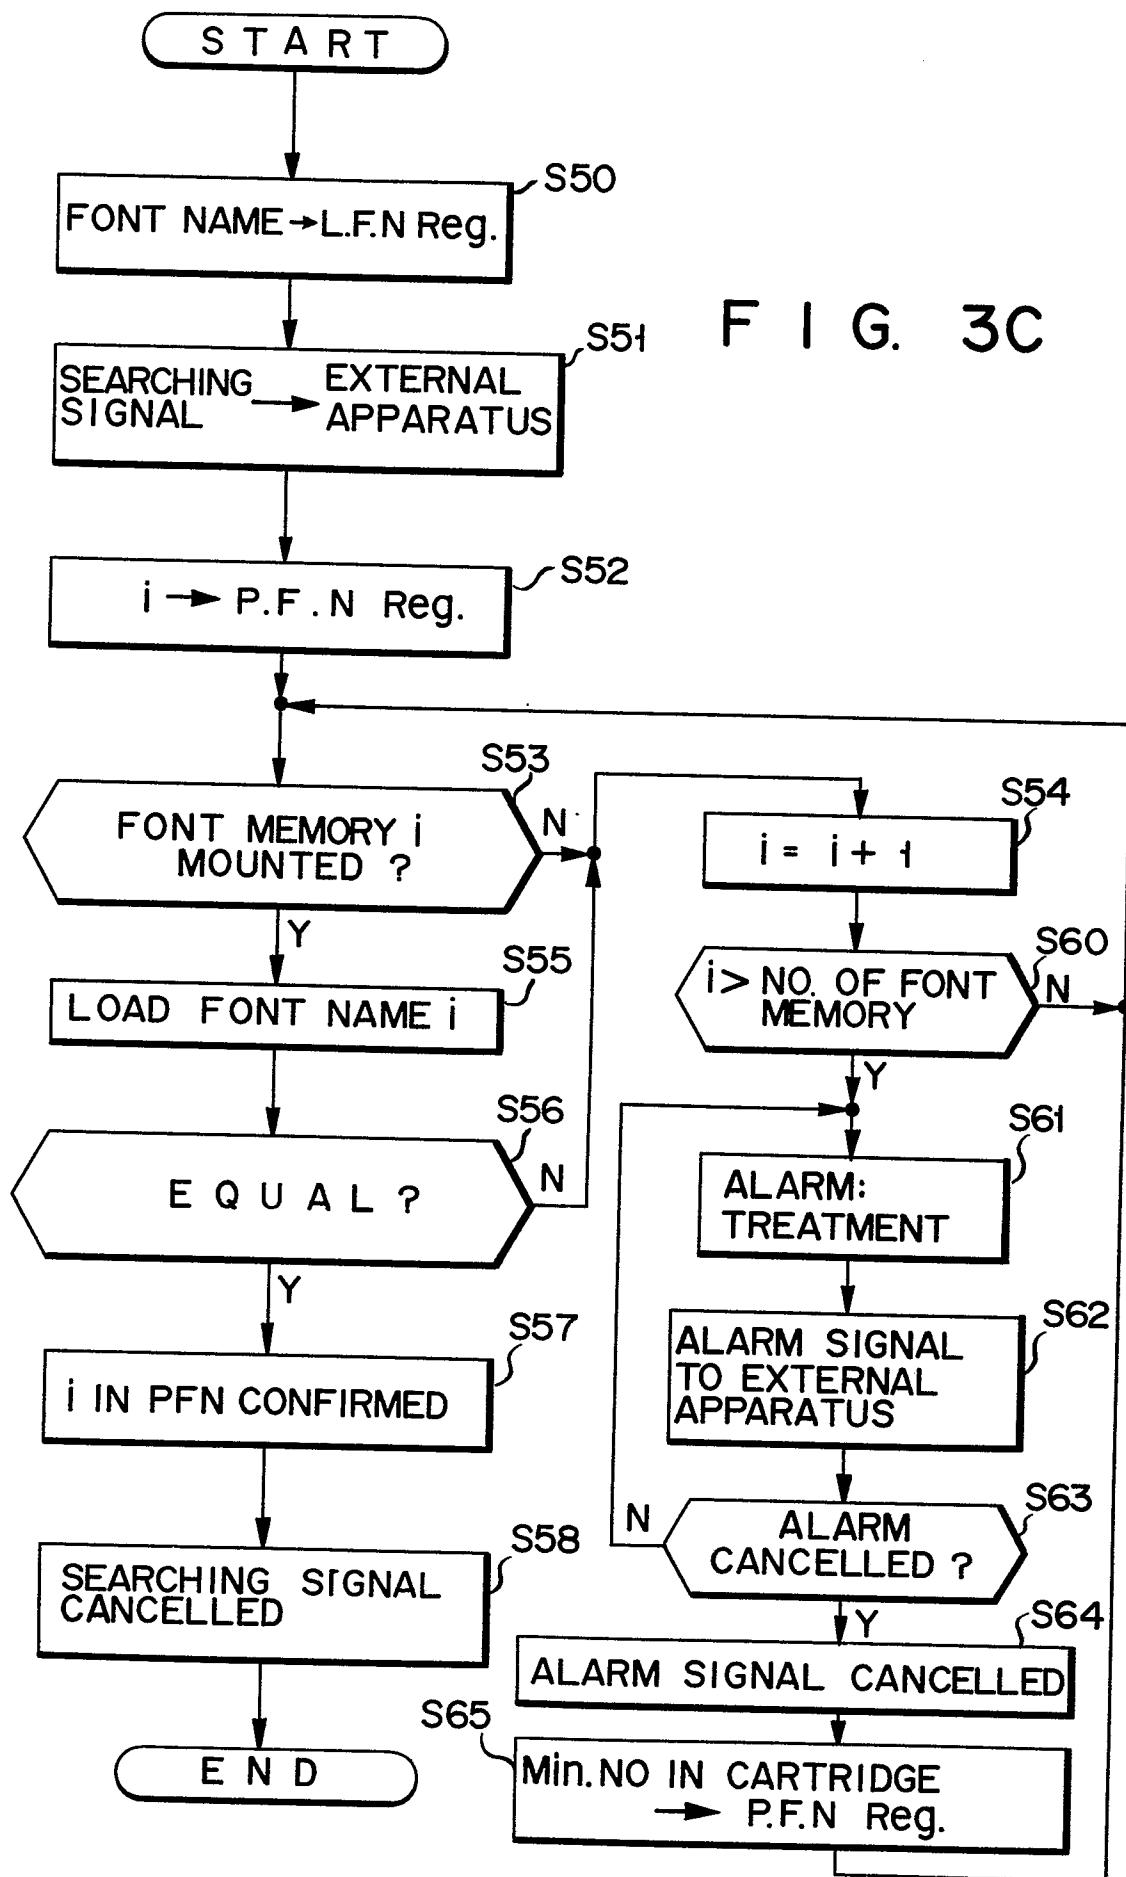 START
S50
FONT NAME → L.F.N Reg.
FIG. 3C
S51
SEARCHING SIGNAL → EXTERNAL APPARATUS
S52
i → P.F.N Reg.
S53
FONT MEMORY i
MOUNTED ?
N
Y
S54
i = i + 1
S55
LOAD FONT NAME i
S60
i > NO. OF FONT
MEMORY
N
Y
S56
EQUAL ?
N
Y
S61
ALARM:
TREATMENT
S57
i IN PFN CONFIRMED
S62
ALARM SIGNAL
TO EXTERNAL
APPARATUS
S63
ALARM
CANCELLED ?
N
Y
S58
SEARCHING SIGNAL
CANCELLED
S64
ALARM SIGNAL CANCELLED
S65
Min. NO IN CARTRIDGE
→ P.F.N Reg.
END